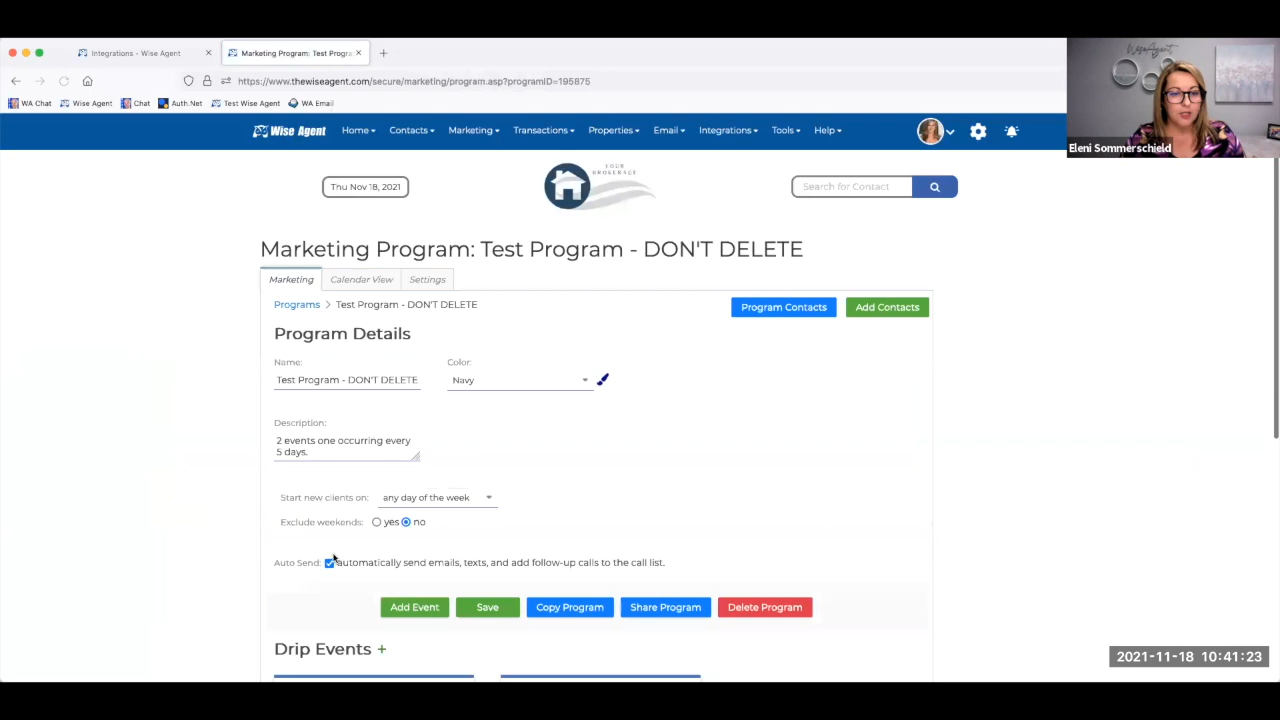 Integrations - Wise Agent
Marketing Program: Test Progra
https://www.thewiseagent.com/secure/marketing/program.asp?programID=195875
WA Chat
Wise Agent
Chat
Auth.Net
Test Wise Agent
WA Email
Wise Agent
Eleni Sommerschield
Wise Agent
Home
Contacts
Marketing
Transactions
Properties
Email
Integrations
Tools
Help
Thu Nov 18, 2021
YOUR
BROKERAGE
Search for Contact
Marketing Program: Test Program - DON'T DELETE
Marketing
Calendar View
Settings
Programs > Test Program - DON'T DELETE
Program Contacts
Add Contacts
Program Details
Name:
Color:
Test Program - DON'T DELETE
Navy
Description:
2 events one occurring every
5 days.
Start new clients on: any day of the week
Exclude weekends: yes no
Auto Send: automatically send emails, texts, and add follow-up calls to the call list.
Add Event
Save
Copy Program
Share Program
Delete Program
Drip Events +
2021-11-18 10:41:23